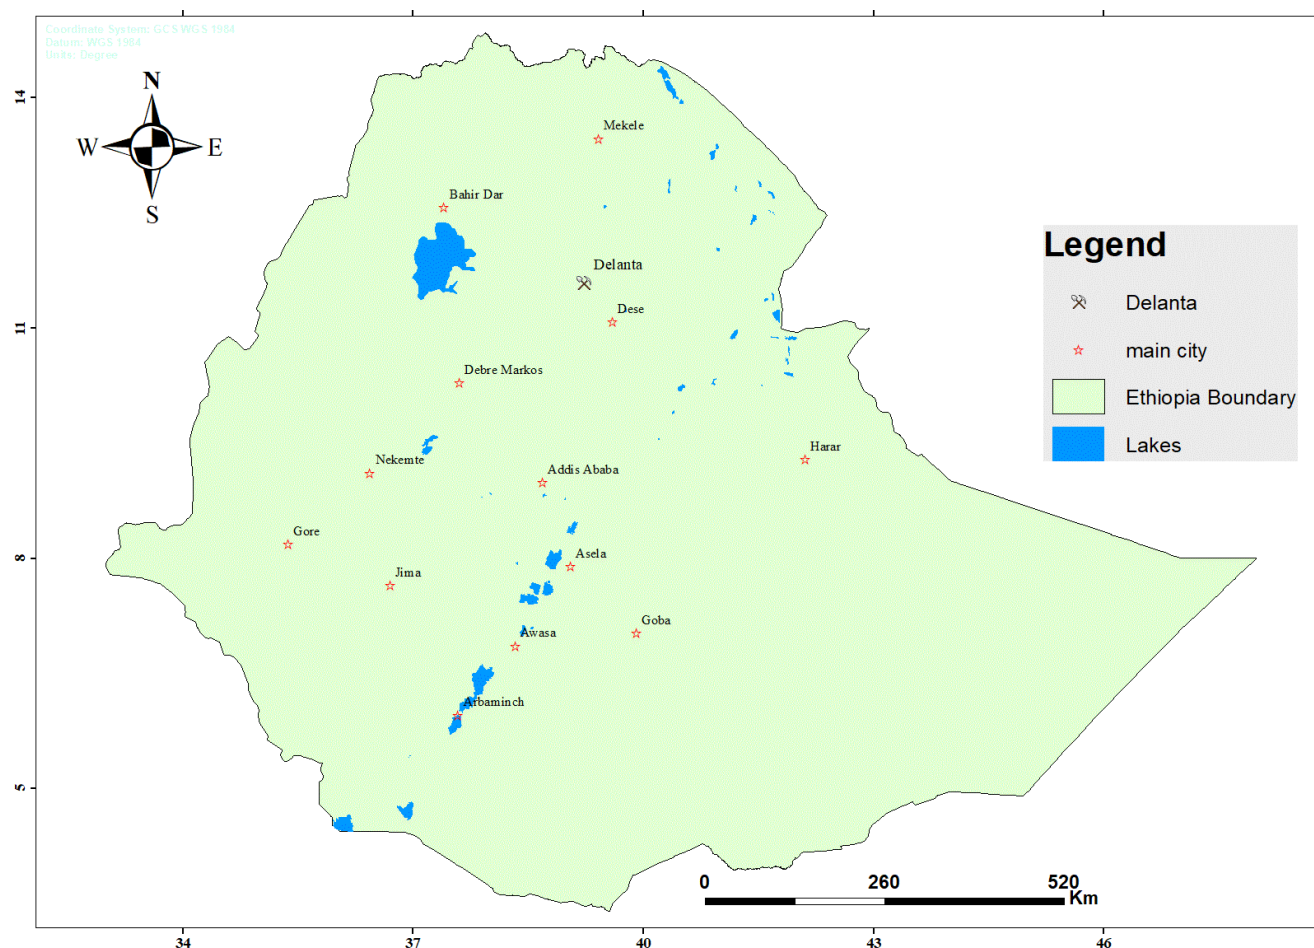 Coordinate System: GCS WGS 1984
Datum: WGS 1984
Units: Degree
N
W E
S
14
11
8
5
Mekele
Bahir Dar
Delanta
Dese
Debre Markos
Harar
Nekemte
Addis Ababa
Gore
Asela
Jima
Goba
Awasa
Arbaminch
Legend
Delanta
main city
Ethiopia Boundary
Lakes
0 260 520
Km
34 37 40 43 46